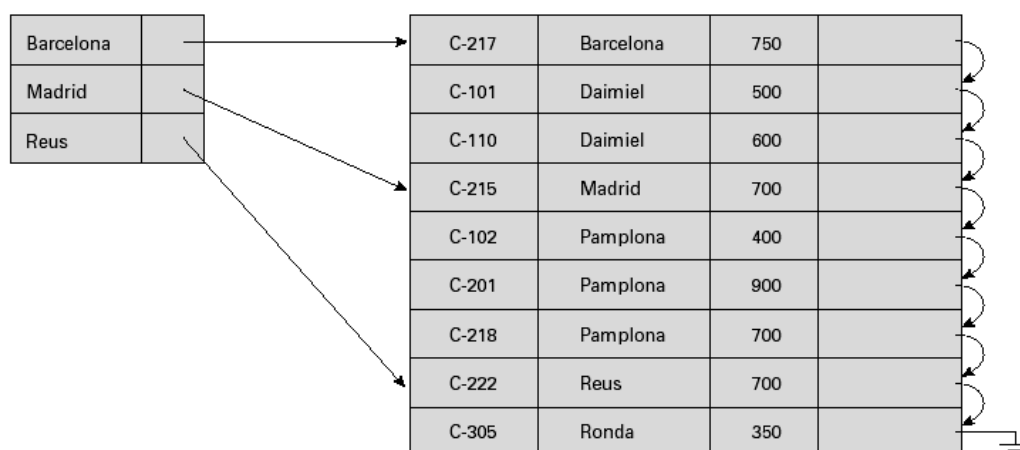 Barcelona
Madrid
Reus
C-217 Barcelona 750
C-101 Daimiel 500
C-110 Daimiel 600
C-215 Madrid 700
C-102 Pamplona 400
C-201 Pamplona 900
C-218 Pamplona 700
C-222 Reus 700
C-305 Ronda 350